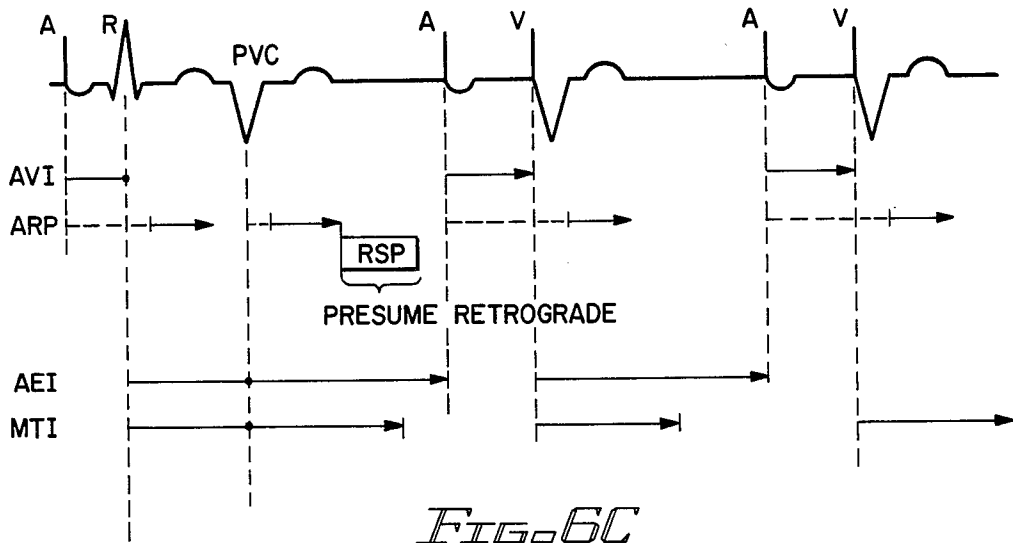 A R PVC A V A V
AVI
ARP
RSP
PRESUME RETROGRADE
AEI
MTI
FIG. 6C